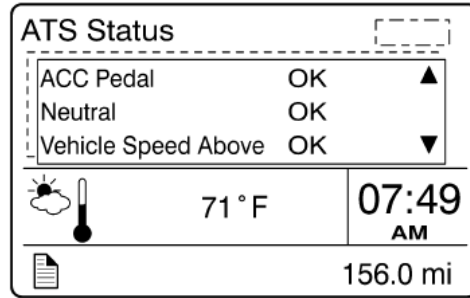 ATS Status
ACC Pedal OK
Neutral OK
Vehicle Speed Above OK
71°F
07:49
AM
156.0 mi